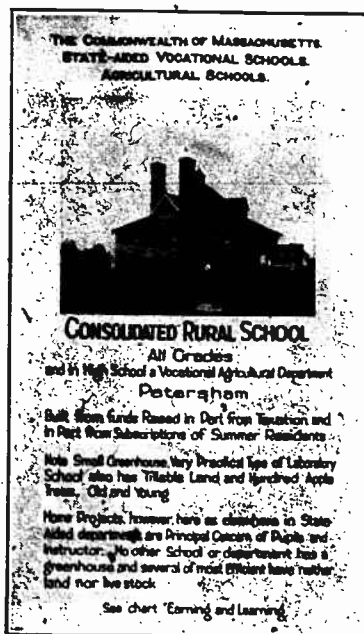 THE COMMONWEALTH OF MASSACHUSETTS.
STATE-AIDED VOCATIONAL SCHOOLS.
AGRICULTURAL SCHOOLS.
CONSOLIDATED RURAL SCHOOL
All Grades
and in High School a Vocational Agricultural Department
Petersham
Built from Funds Raised in Part from Taxation and
in Part from Subscriptions of Summer Residents
Note Small Greenhouse, Very Practical Type of Laboratory
School also has Tillable Land and Hundred Apple
Trees, Old and Young
Home Projects, however, here as elsewhere in State-
Aided departments are Principal Concern of Pupils and
Instructor. No other School or department has a
greenhouse and several of most Efficient have neither
land nor live stock
See chart "Earning and Learning